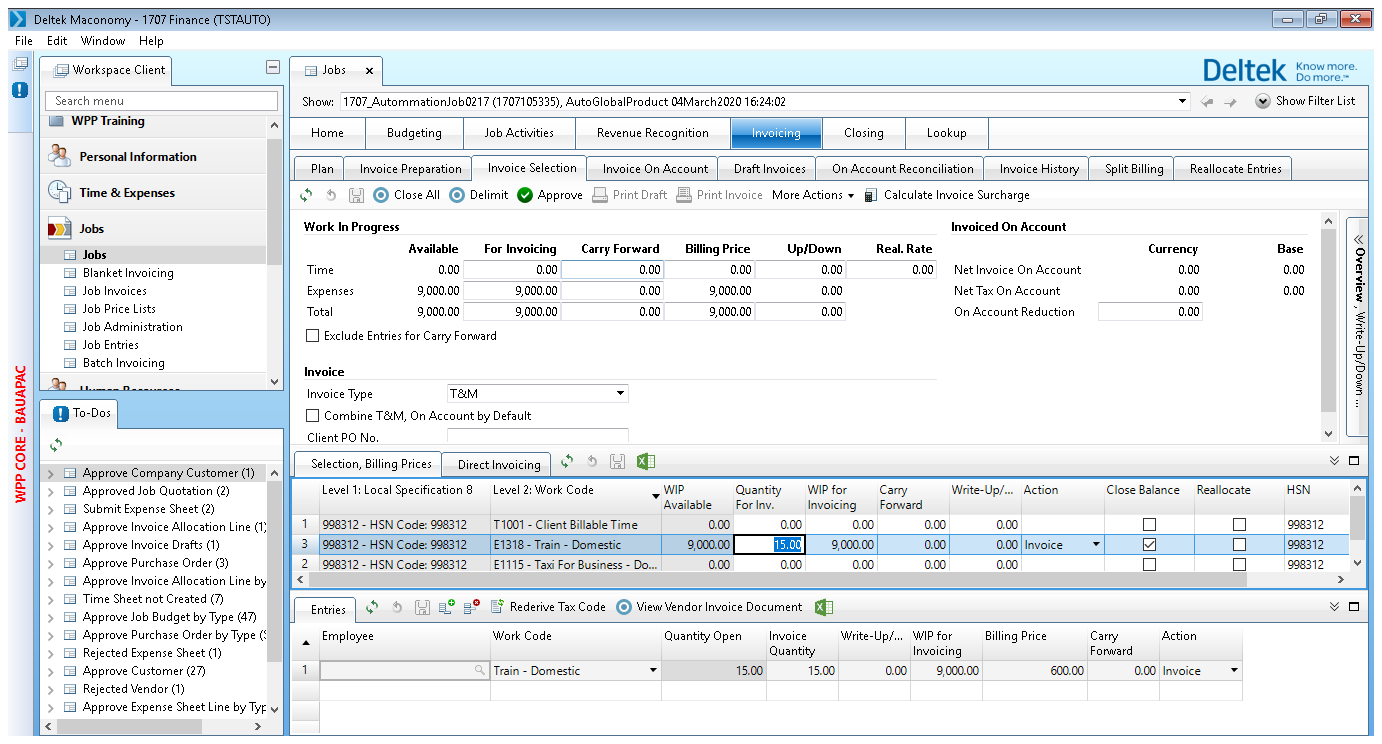 Deltek Maconomy - 1707 Finance (TSTAUTO)
File Edit Window Help
WPP CORE - BAUAPAC
Workspace Client
Search menu
WPP Training
Personal Information
Time & Expenses
Jobs
Jobs
Blanket Invoicing
Job Invoices
Job Price Lists
Job Administration
Job Entries
Batch Invoicing
To-Dos
Approve Company Customer (1)
Approved Job Quotation (2)
Submit Expense Sheet (2)
Approve Invoice Allocation Line (1)
Approve Invoice Drafts (1)
Approve Purchase Order (3)
Approve Invoice Allocation Line by
Time Sheet not Created (7)
Approve Job Budget by Type (47)
Approve Purchase Order by Type (
Rejected Expense Sheet (1)
Approve Customer (27)
Rejected Vendor (1)
Approve Expense Sheet Line by Typ
Jobs
Deltek Know more. Do more.™
Show: 1707_AutommationJob0217 (1707105335), AutoGlobalProduct 04March2020 16:24:02 Show Filter List
Home Budgeting Job Activities Revenue Recognition Invoicing Closing Lookup
Plan Invoice Preparation Invoice Selection Invoice On Account Draft Invoices On Account Reconciliation Invoice History Split Billing Reallocate Entries
Close All Delimit Approve Print Draft Print Invoice More Actions Calculate Invoice Surcharge
Work In Progress
Available For Invoicing Carry Forward Billing Price Up/Down Real. Rate
Time 0.00 0.00 0.00 0.00 0.00 0.00
Expenses 9,000.00 9,000.00 0.00 9,000.00 0.00
Total 9,000.00 9,000.00 0.00 9,000.00 0.00
Exclude Entries for Carry Forward
Invoiced On Account
Currency Base
Net Invoice On Account 0.00 0.00
Net Tax On Account 0.00 0.00
On Account Reduction 0.00
Overview , Write-Up/Down ...
Invoice
Invoice Type T&M
Combine T&M, On Account by Default
Client PO No.
Selection, Billing Prices Direct Invoicing
Level 1: Local Specification 8 Level 2: Work Code WIP Available Quantity For Inv. WIP for Invoicing Carry Forward Write-Up/... Action Close Balance Reallocate HSN
1 998312 - HSN Code: 998312 T1001 - Client Billable Time 0.00 0.00 0.00 0.00 0.00 998312
3 998312 - HSN Code: 998312 E1318 - Train - Domestic 9,000.00 15.00 9,000.00 0.00 0.00 Invoice 998312
2 998312 - HSN Code: 998312 E1115 - Taxi For Business - Do... 0.00 0.00 0.00 0.00 0.00 998312
Entries Rederive Tax Code View Vendor Invoice Document
Employee Work Code Quantity Open Invoice Quantity Write-Up/... WIP for Invoicing Billing Price Carry Forward Action
1 Train - Domestic 15.00 15.00 0.00 9,000.00 600.00 0.00 Invoice